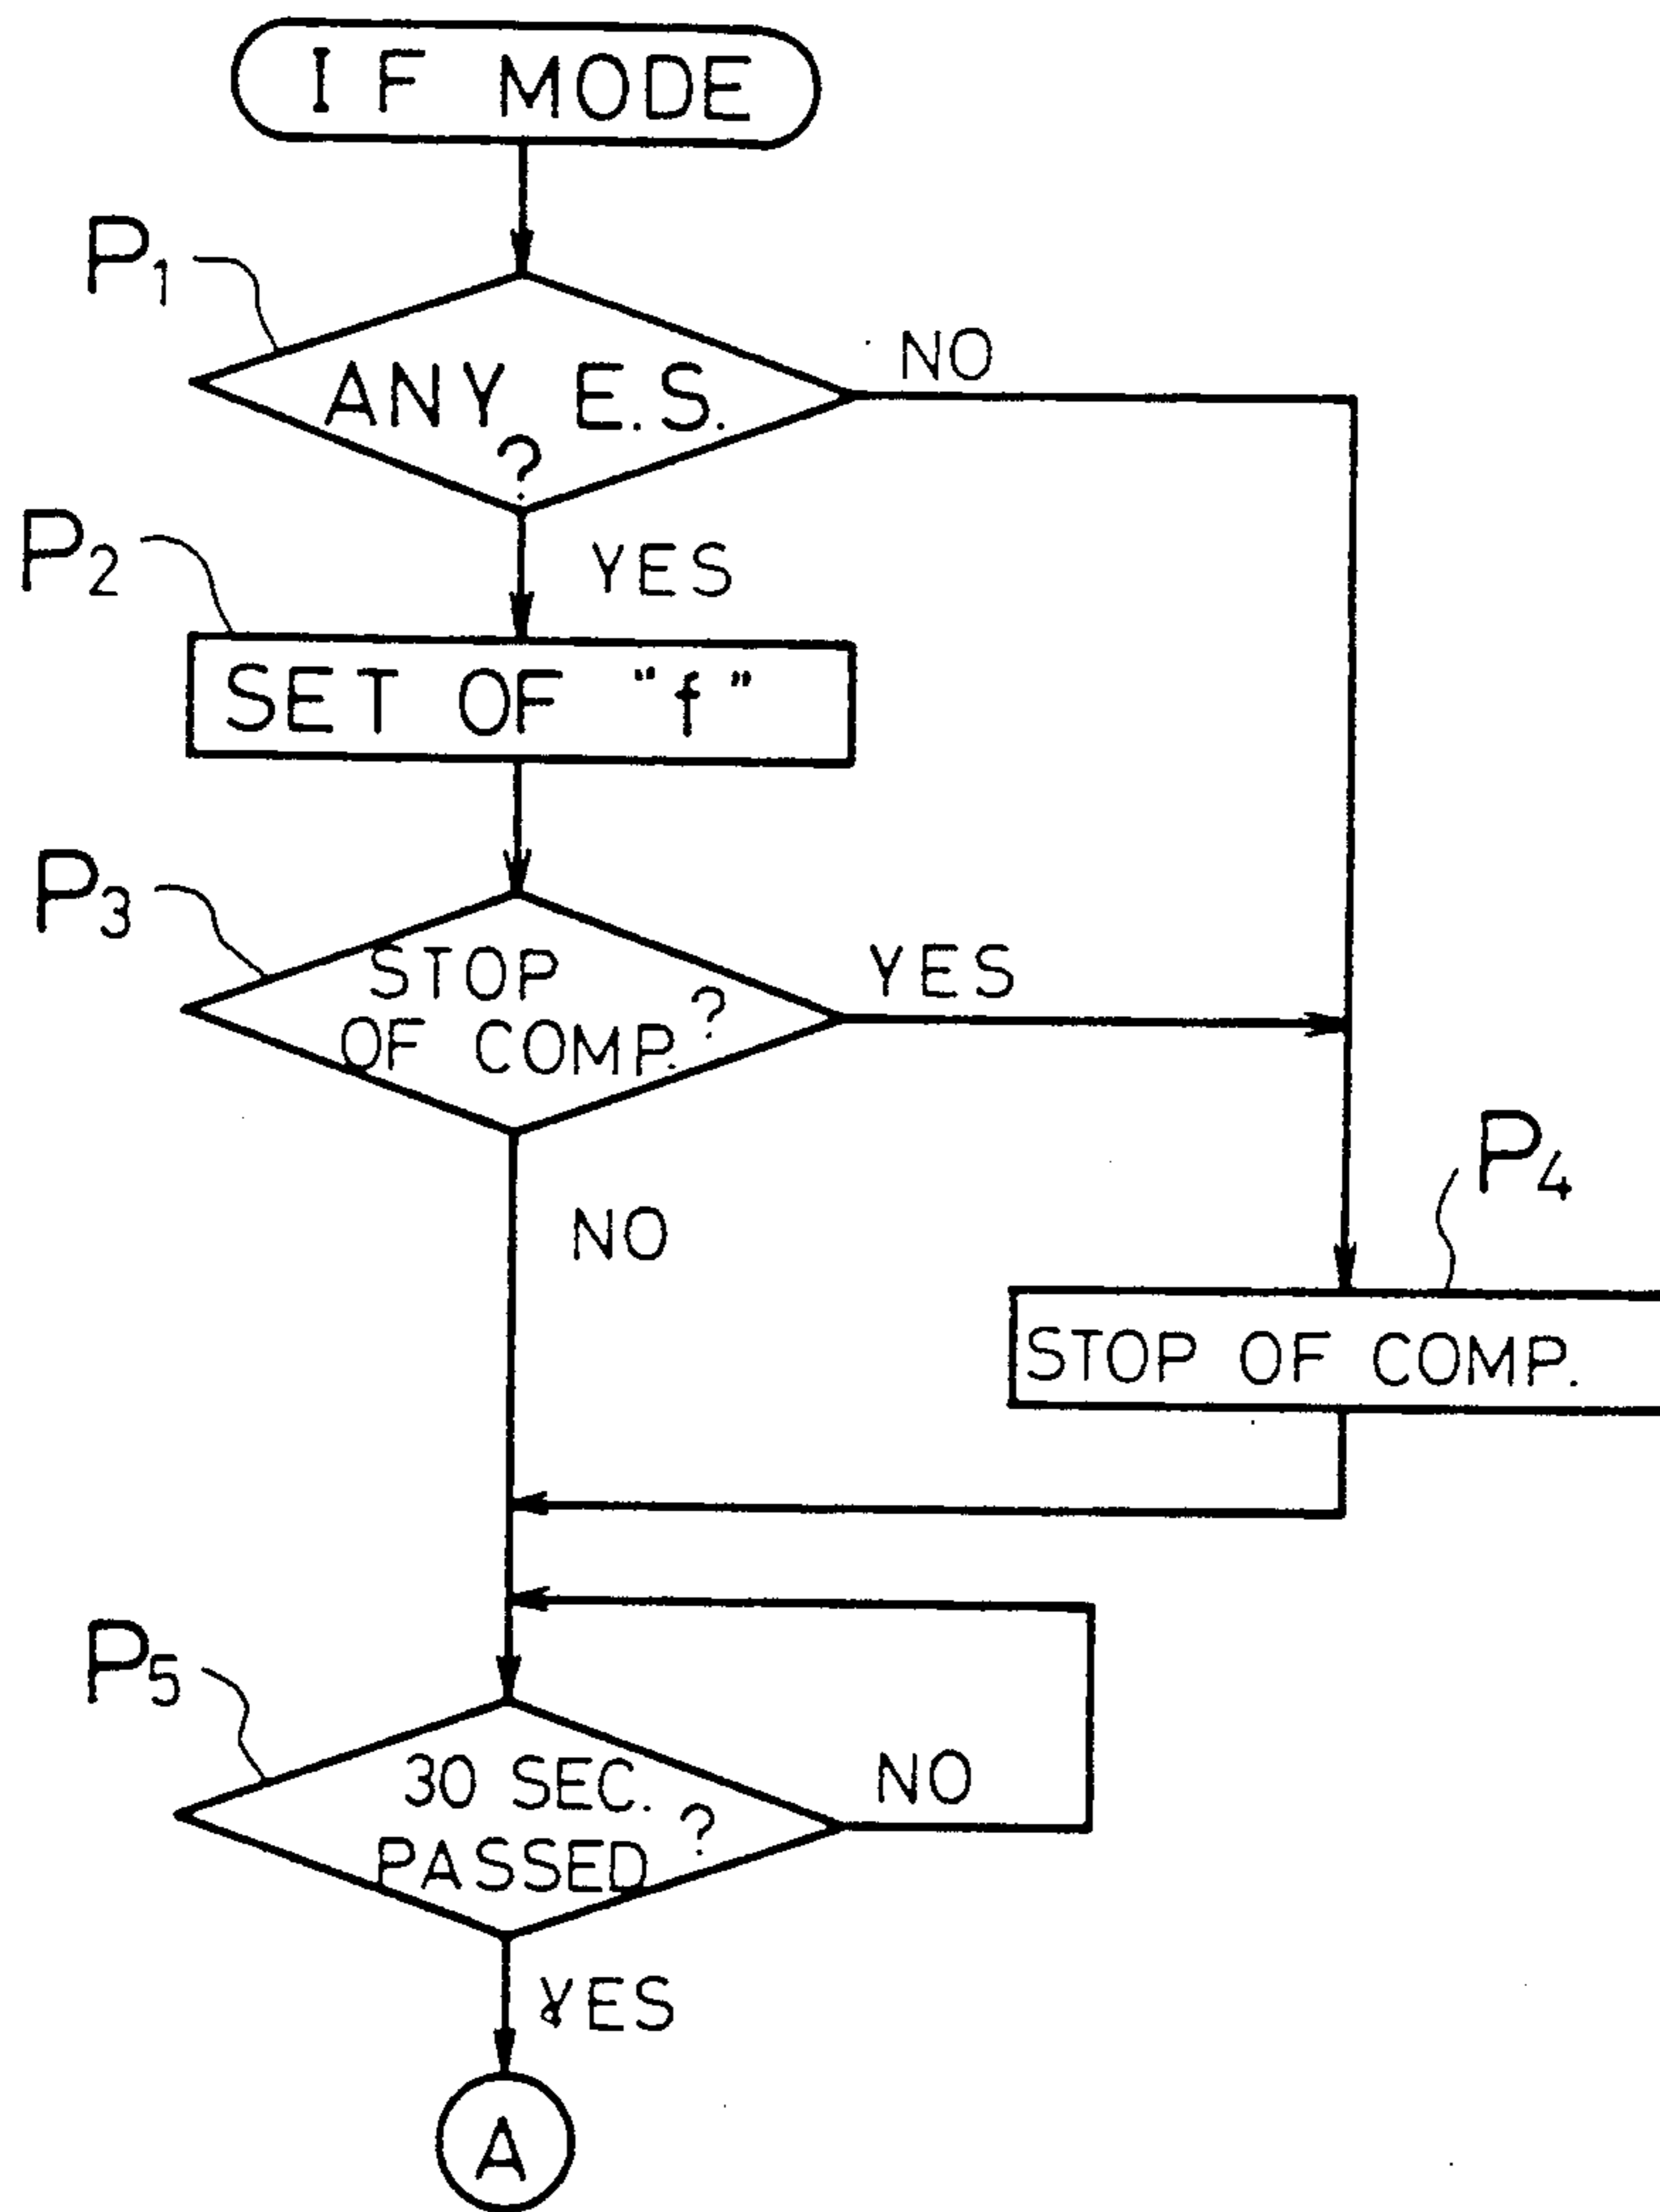 IF MODE
P1
ANY E.S.
?
NO
YES
P2
SET OF "f"
P3
STOP
OF COMP. ?
YES
NO
P4
STOP OF COMP.
P5
30 SEC.
PASSED ?
NO
YES
A